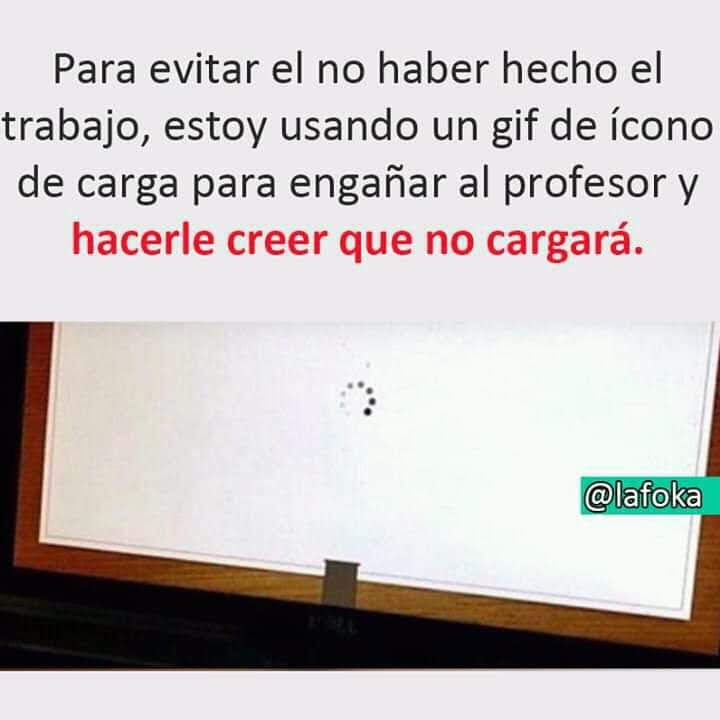 Para evitar el no haber hecho el
trabajo, estoy usando un gif de ícono
de carga para engañar al profesor y
hacerle creer que no cargará.
@lafoka